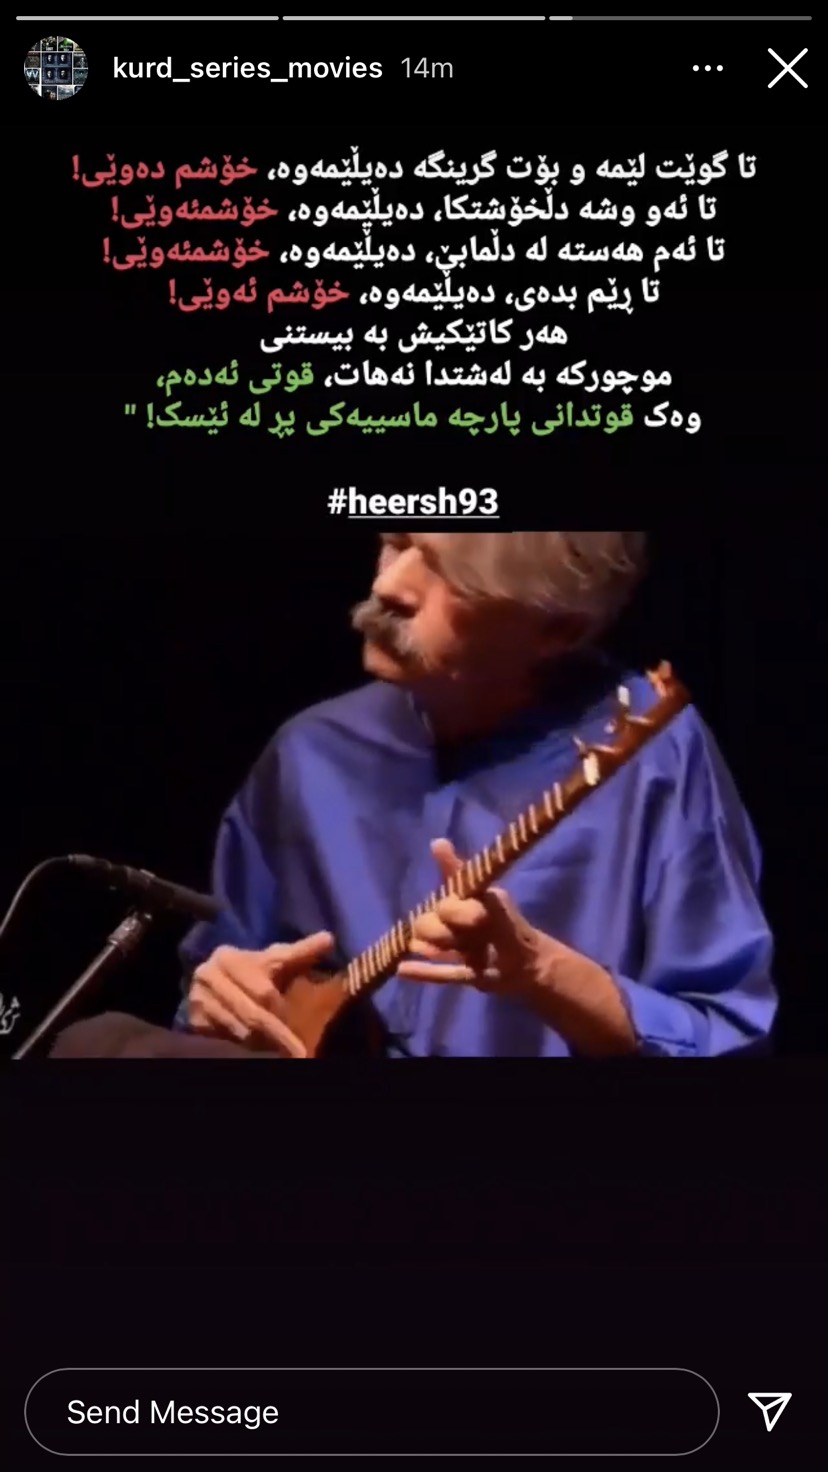 kurd_series_movies 14m
تا گوێت لێمە و بۆت گرینگە دەیڵێمەوە، خۆشم دەوێی!
تا ئەو وشە دڵخۆشتکا، دەیڵێمەوە، خۆشمئەوێی!
تا ئەم هەستە لە دڵمابێ، دەیڵێمەوە، خۆشمئەوێی!
تا ڕێم بدەی، دەیڵێمەوە، خۆشم ئەوێی!
هەر کاتێکیش بە بیستنی
موچورکە بە لەشتدا نەهات، قوتی ئەدەم،
وەک قوتدانی پارچە ماسییەکی پڕ لە ئێسک! "
#heersh93
Send Message